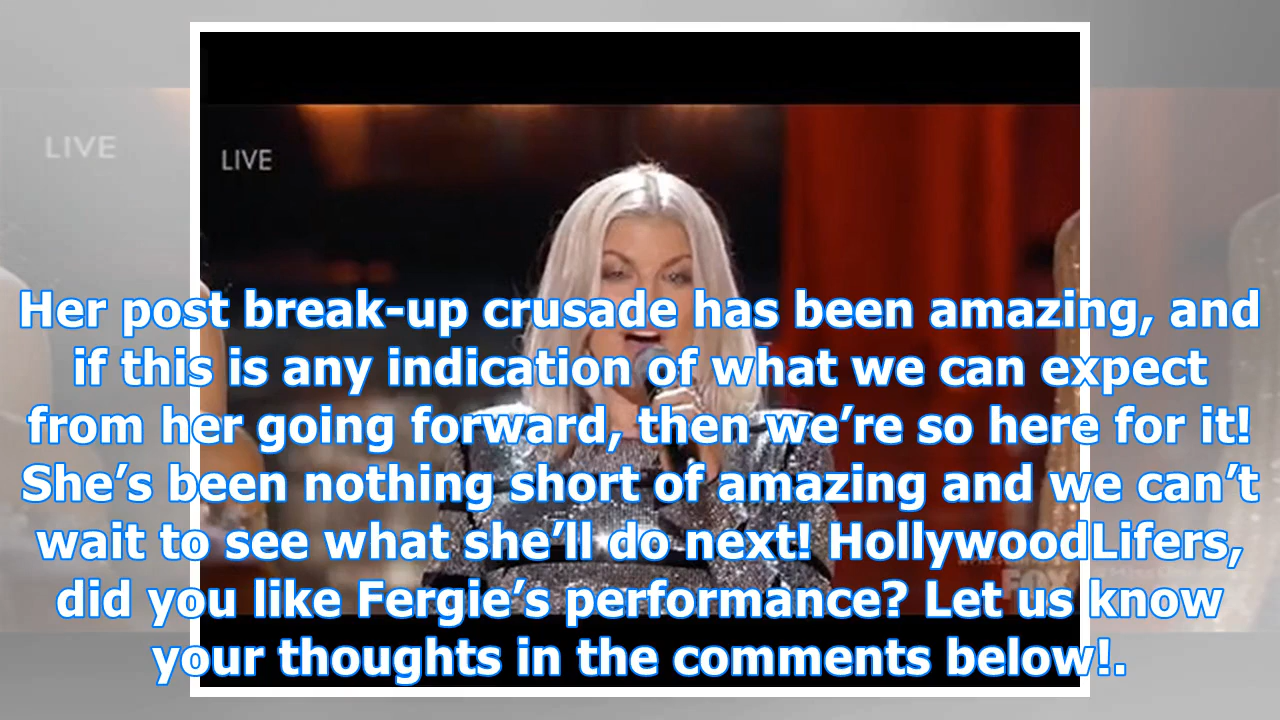 LIVE
LIVE
Her post break-up crusade has been amazing, and
if this is any indication of what we can expect
from her going forward, then we’re so here for it!
She’s been nothing short of amazing and we can’t
wait to see what she’ll do next! HollywoodLifers,
did you like Fergie’s performance? Let us know
your thoughts in the comments below!.
FOX